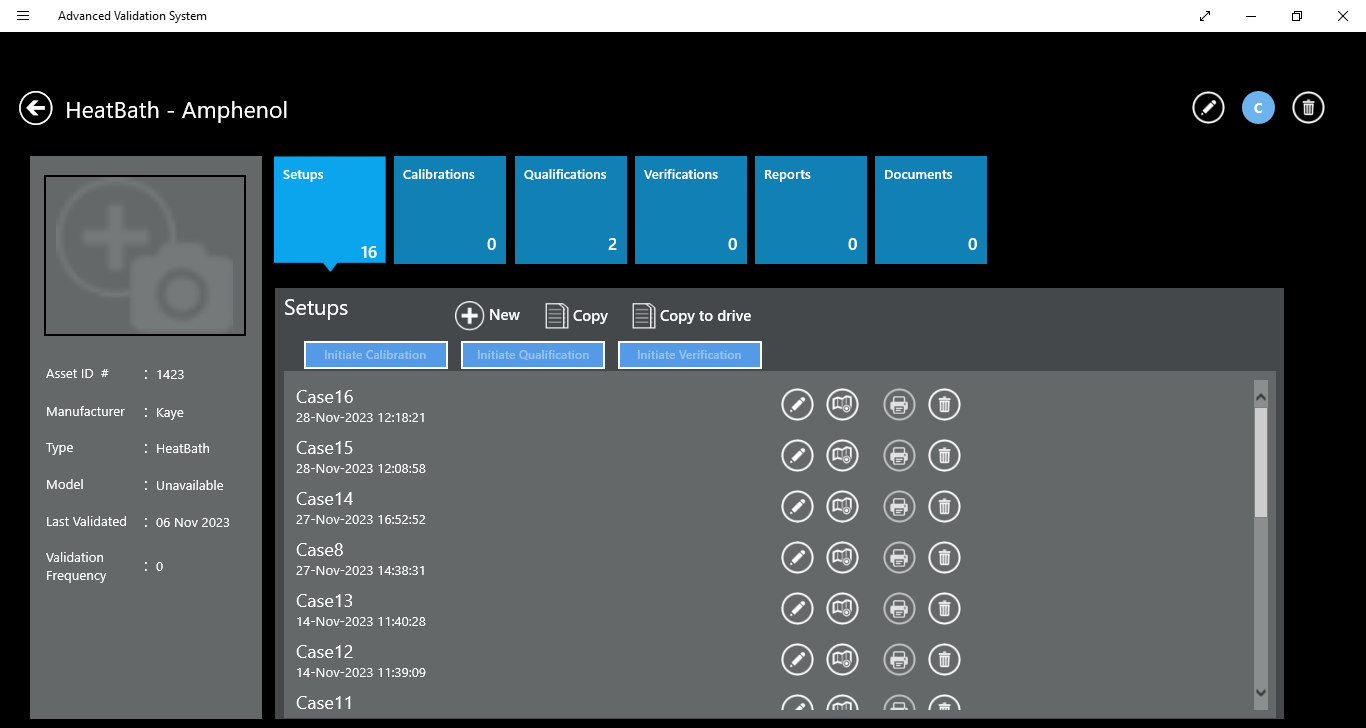 Advanced Validation System
HeatBath - Amphenol
C
Setups
16
Calibrations
0
Qualifications
2
Verifications
0
Reports
0
Documents
0
Asset ID #  :  1423
Manufacturer  :  Kaye
Type  :  HeatBath
Model  :  Unavailable
Last Validated  :  06 Nov 2023
Validation
Frequency  :  0
Setups
New
Copy
Copy to drive
Initiate Calibration
Initiate Qualification
Initiate Verification
Case16
28-Nov-2023 12:18:21
Case15
28-Nov-2023 12:08:58
Case14
27-Nov-2023 16:52:52
Case8
27-Nov-2023 14:38:31
Case13
14-Nov-2023 11:40:28
Case12
14-Nov-2023 11:39:09
Case11